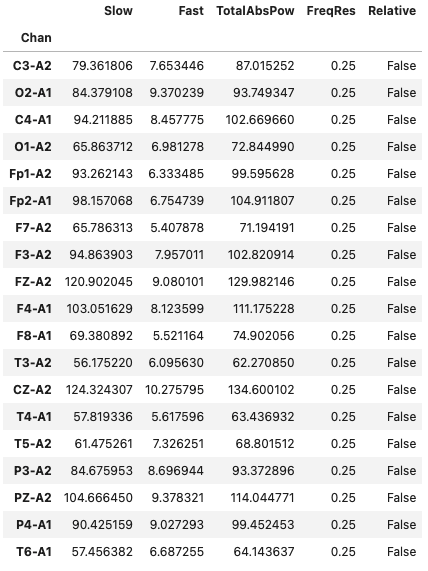 Slow Fast TotalAbsPow FreqRes Relative
Chan
C3-A2 79.361806 7.653446 87.015252 0.25 False
O2-A1 84.379108 9.370239 93.749347 0.25 False
C4-A1 94.211885 8.457775 102.669660 0.25 False
O1-A2 65.863712 6.981278 72.844990 0.25 False
Fp1-A2 93.262143 6.333485 99.595628 0.25 False
Fp2-A1 98.157068 6.754739 104.911807 0.25 False
F7-A2 65.786313 5.407878 71.194191 0.25 False
F3-A2 94.863903 7.957011 102.820914 0.25 False
FZ-A2 120.902045 9.080101 129.982146 0.25 False
F4-A1 103.051629 8.123599 111.175228 0.25 False
F8-A1 69.380892 5.521164 74.902056 0.25 False
T3-A2 56.175220 6.095630 62.270850 0.25 False
CZ-A2 124.324307 10.275795 134.600102 0.25 False
T4-A1 57.819336 5.617596 63.436932 0.25 False
T5-A2 61.475261 7.326251 68.801512 0.25 False
P3-A2 84.675953 8.696944 93.372896 0.25 False
PZ-A2 104.666450 9.378321 114.044771 0.25 False
P4-A1 90.425159 9.027293 99.452453 0.25 False
T6-A1 57.456382 6.687255 64.143637 0.25 False